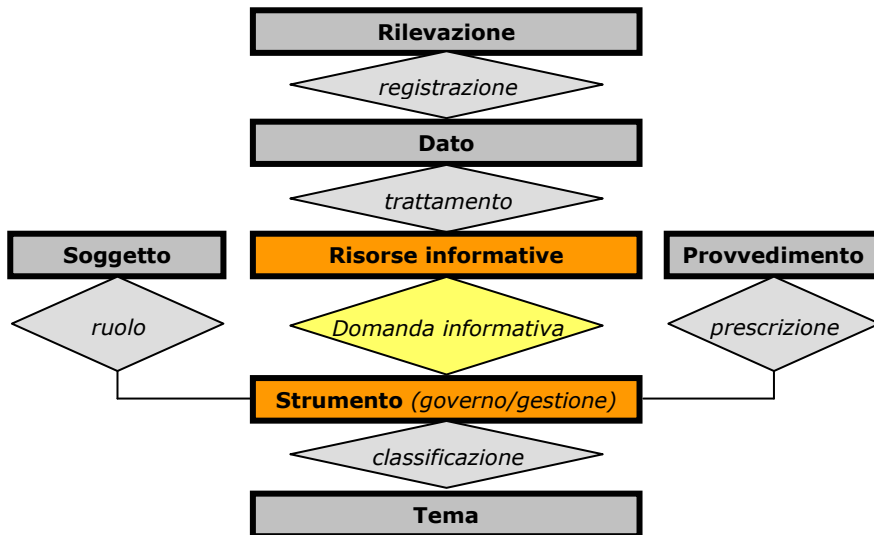 Rilevazione
registrazione
Dato
trattamento
Soggetto
Risorse informative
Provvedimento
ruolo
Domanda informativa
prescrizione
Strumento (governo/gestione)
classificazione
Tema